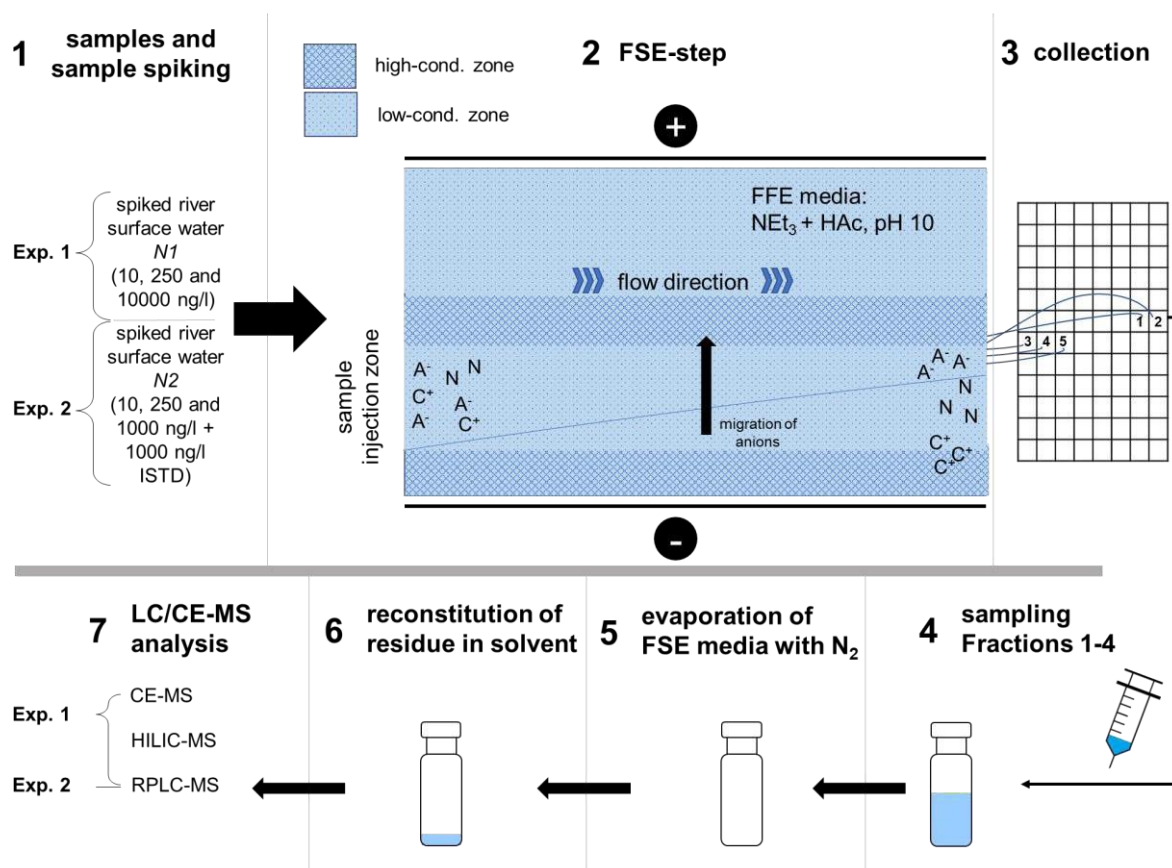 1
samples and
sample spiking
high-cond. zone
low-cond. zone
2 FSE-step
3 collection
+
Exp. 1
spiked river
surface water
N1
(10, 250 and
10000 ng/l)
Exp. 2
spiked river
surface water
N2
(10, 250 and
1000 ng/l +
1000 ng/l
ISTD)
sample
injection zone
FFE media:
NEt3 + HAc, pH 10
flow direction
A-
N
N
C+
A-
A-
C+
migration of
anions
A-
A-
A-
N
N
N
C+
C+
C+
1 2
3 4 5
-
7
LC/CE-MS
analysis
Exp. 1
CE-MS
HILIC-MS
Exp. 2
RPLC-MS
6
reconstitution of
residue in solvent
5
evaporation of
FSE media with N2
4
sampling
Fractions 1-4